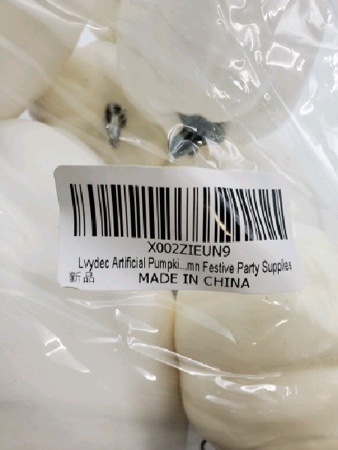 X002ZIEUN9
Lvydec Artificial Pumpki...mn Festive Party Supplies
新品 MADE IN CHINA